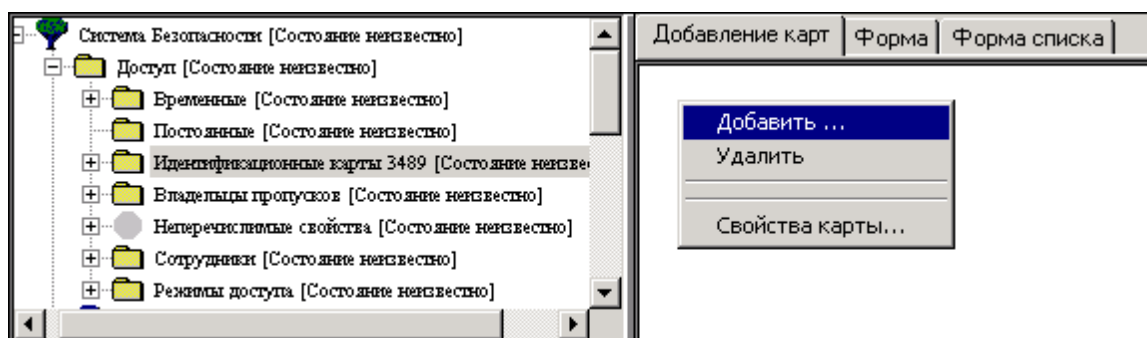 Система Безопасности [Состояние неизвестно]
Доступ [Состояние неизвестно]
Временные [Состояние неизвестно]
Постоянные [Состояние неизвестно]
Идентификационные карты 3489 [Состояние неизве
Владельцы пропусков [Состояние неизвестно]
Неперечислимые свойства [Состояние неизвестно]
Сотрудники [Состояние неизвестно]
Режимы доступа [Состояние неизвестно]
Добавление карт Форма Форма списка
Добавить ...
Удалить
Свойства карты...